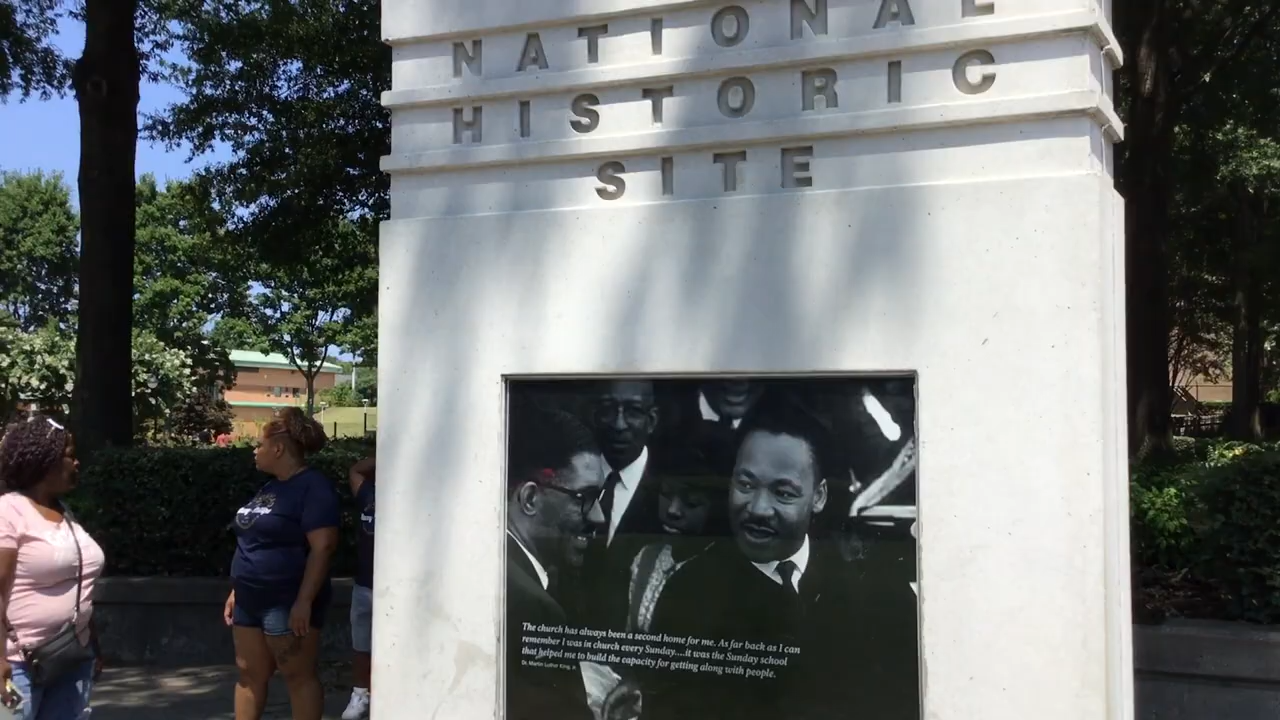 NATIONAL
HISTORIC
SITE
The church has always been a second home for me. As far back as I can
remember I was in church every Sunday....it was the Sunday school
that helped me to build the capacity for getting along with people.
Dr. Martin Luther King, Jr.